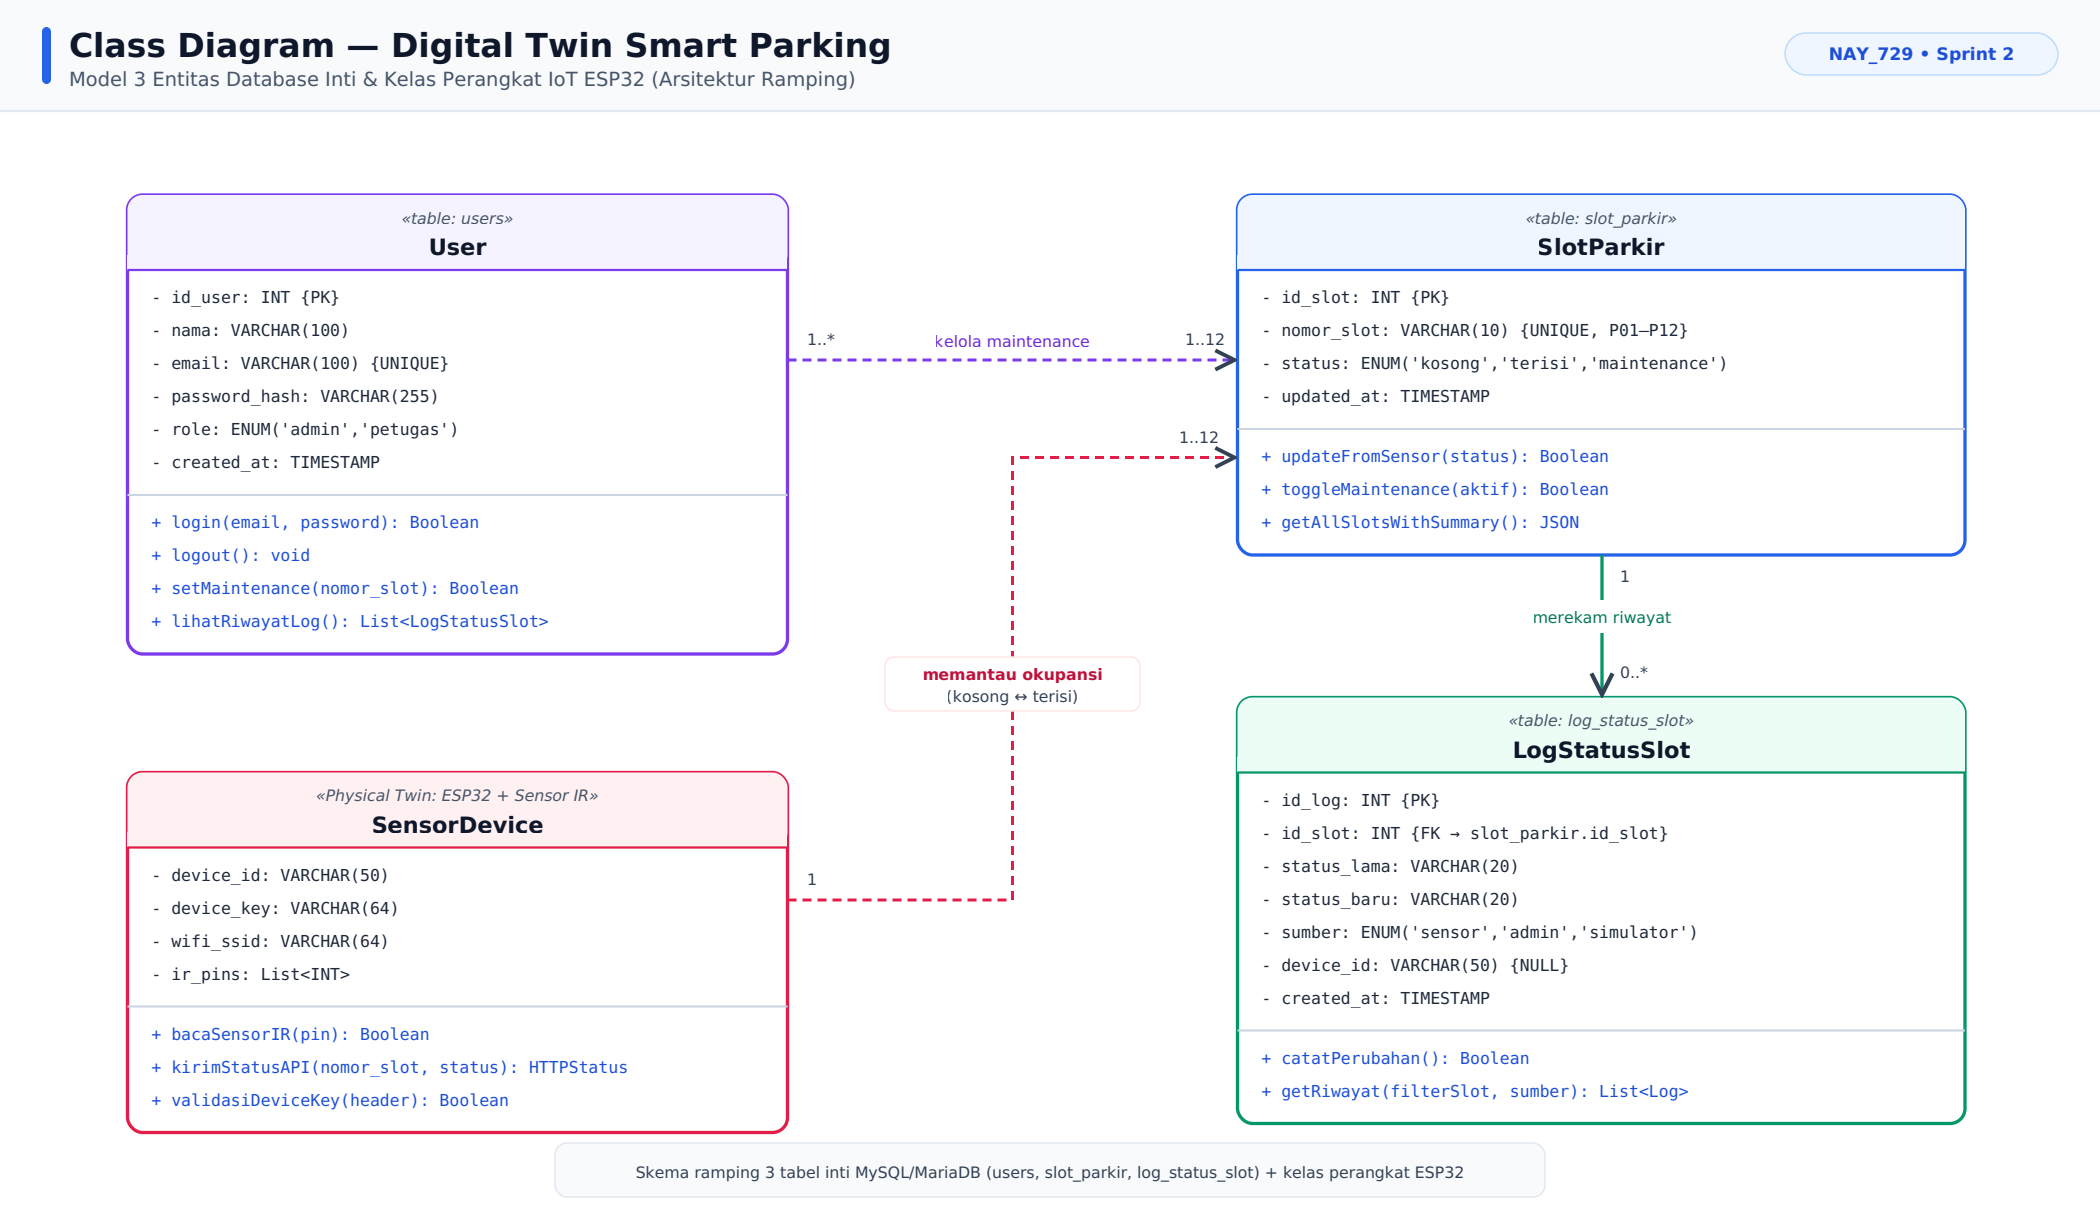 Class Diagram — Digital Twin Smart Parking
Model 3 Entitas Database Inti & Kelas Perangkat IoT ESP32 (Arsitektur Ramping)
NAY_729 • Sprint 2
«table: users»
User
- id_user: INT {PK}
- nama: VARCHAR(100)
- email: VARCHAR(100) {UNIQUE}
- password_hash: VARCHAR(255)
- role: ENUM('admin','petugas')
- created_at: TIMESTAMP
+ login(email, password): Boolean
+ logout(): void
+ setMaintenance(nomor_slot): Boolean
+ lihatRiwayatLog(): List<LogStatusSlot>
1..*
kelola maintenance
1..12
«table: slot_parkir»
SlotParkir
- id_slot: INT {PK}
- nomor_slot: VARCHAR(10) {UNIQUE, P01–P12}
- status: ENUM('kosong','terisi','maintenance')
- updated_at: TIMESTAMP
+ updateFromSensor(status): Boolean
+ toggleMaintenance(aktif): Boolean
+ getAllSlotsWithSummary(): JSON
1..12
memantau okupansi
(kosong ↔ terisi)
1
1
merekam riwayat
0..*
«Physical Twin: ESP32 + Sensor IR»
SensorDevice
- device_id: VARCHAR(50)
- device_key: VARCHAR(64)
- wifi_ssid: VARCHAR(64)
- ir_pins: List<INT>
+ bacaSensorIR(pin): Boolean
+ kirimStatusAPI(nomor_slot, status): HTTPStatus
+ validasiDeviceKey(header): Boolean
«table: log_status_slot»
LogStatusSlot
- id_log: INT {PK}
- id_slot: INT {FK → slot_parkir.id_slot}
- status_lama: VARCHAR(20)
- status_baru: VARCHAR(20)
- sumber: ENUM('sensor','admin','simulator')
- device_id: VARCHAR(50) {NULL}
- created_at: TIMESTAMP
+ catatPerubahan(): Boolean
+ getRiwayat(filterSlot, sumber): List<Log>
Skema ramping 3 tabel inti MySQL/MariaDB (users, slot_parkir, log_status_slot) + kelas perangkat ESP32